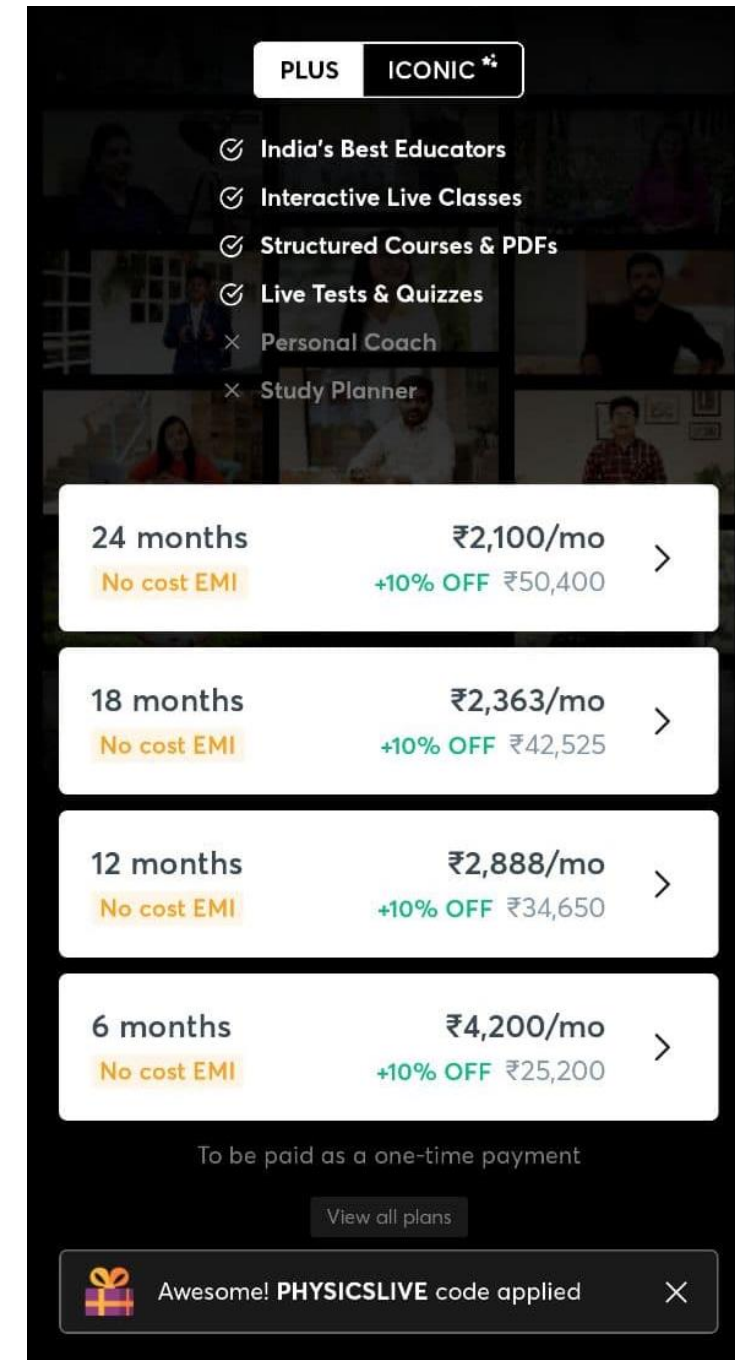 PLUS ICONIC
India's Best Educators
Interactive Live Classes
Structured Courses & PDFs
Live Tests & Quizzes
Personal Coach
Study Planner
24 months ₹2,100/mo
No cost EMI +10% OFF ₹50,400
18 months ₹2,363/mo
No cost EMI +10% OFF ₹42,525
12 months ₹2,888/mo
No cost EMI +10% OFF ₹34,650
6 months ₹4,200/mo
No cost EMI +10% OFF ₹25,200
To be paid as a one-time payment
View all plans
Awesome! PHYSICSLIVE code applied